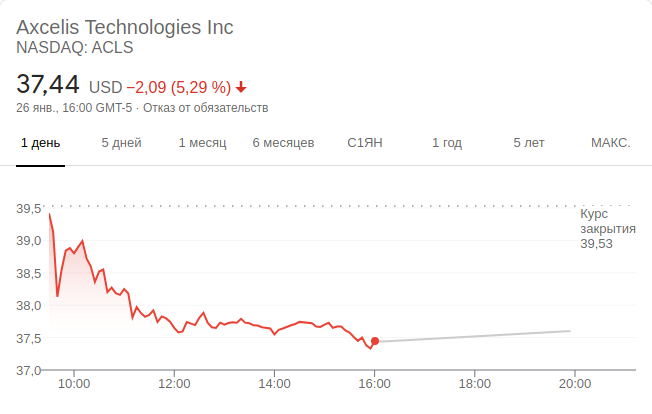 Axcelis Technologies Inc
NASDAQ: ACLS
37,44 USD −2,09 (5,29 %)
26 янв., 16:00 GMT-5 · Отказ от обязательств
1 день 5 дней 1 месяц 6 месяцев С1ЯН 1 год 5 лет МАКС.
39,5
Курс
закрытия
39,53
39,0
38,5
38,0
37,5
37,0
10:00 12:00 14:00 16:00 18:00 20:00